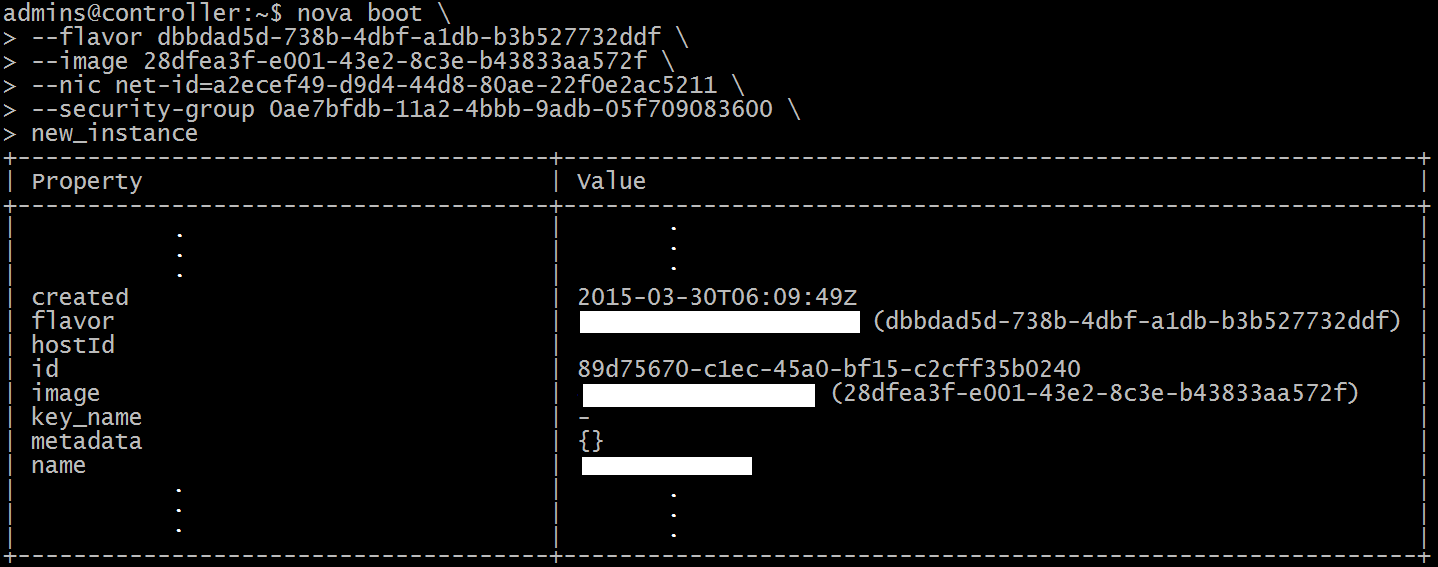 admins@controller:~$ nova boot \
> --flavor dbbdad5d-738b-4dbf-a1db-b3b527732ddf \
> --image 28dfea3f-e001-43e2-8c3e-b43833aa572f \
> --nic net-id=a2ecef49-d9d4-44d8-80ae-22f0e2ac5211 \
> --security-group 0ae7bfdb-11a2-4bbb-9adb-05f709083600 \
> new_instance
+--------------------------------------+-------------------------------------------------------------+
| Property | Value |
+--------------------------------------+-------------------------------------------------------------+
| . | . |
| . | . |
| . | . |
| created | 2015-03-30T06:09:49Z |
| flavor | (dbbdad5d-738b-4dbf-a1db-b3b527732ddf) |
| hostId | |
| id | 89d75670-c1ec-45a0-bf15-c2cff35b0240 |
| image | (28dfea3f-e001-43e2-8c3e-b43833aa572f) |
| key_name | - |
| metadata | {} |
| name | |
| . | . |
| . | . |
| . | . |
+--------------------------------------+-------------------------------------------------------------+